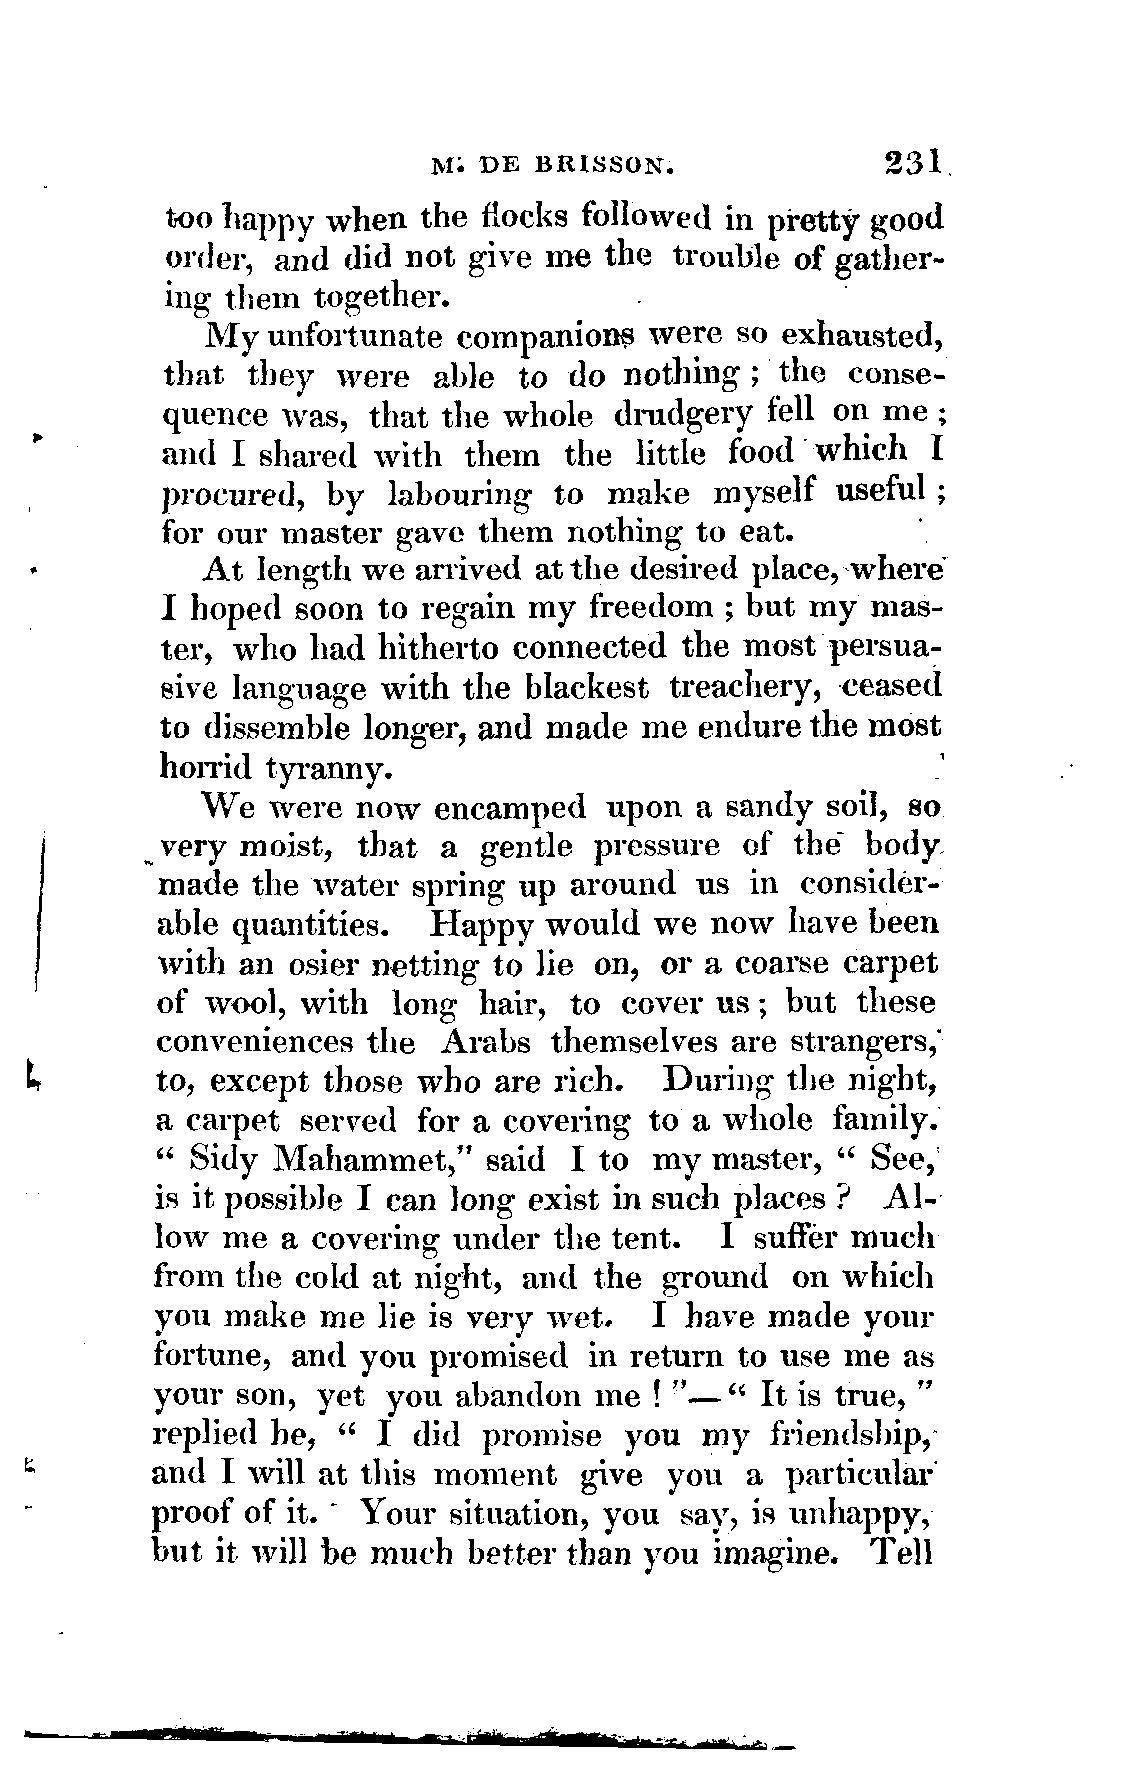 M. DE BRISSON. 231
too happy when the flocks followed in pretty good
order, and did not give me the trouble of gather-
ing them together.
My unfortunate companions were so exhausted,
that they were able to do nothing ; the conse-
quence was, that the whole drudgery fell on me ;
and I shared with them the little food which I
procured, by labouring to make myself useful ;
for our master gave them nothing to eat.
At length we arrived at the desired place, where
I hoped soon to regain my freedom ; but my mas-
ter, who had hitherto connected the most persua-
sive language with the blackest treachery, ceased
to dissemble longer, and made me endure the most
horrid tyranny.
We were now encamped upon a sandy soil, so
very moist, that a gentle pressure of the body
made the water spring up around us in consider-
able quantities. Happy would we now have been
with an osier netting to lie on, or a coarse carpet
of wool, with long hair, to cover us ; but these
conveniences the Arabs themselves are strangers,
to, except those who are rich. During the night,
a carpet served for a covering to a whole family.
" Sidy Mahammet," said I to my master, " See,
is it possible I can long exist in such places ? Al-
low me a covering under the tent. I suffer much
from the cold at night, and the ground on which
you make me lie is very wet. I have made your
fortune, and you promised in return to use me as
your son, yet you abandon me ! "—" It is true, "
replied he, " I did promise you my friendship,
and I will at this moment give you a particular
proof of it. Your situation, you say, is unhappy,
but it will be much better than you imagine. Tell